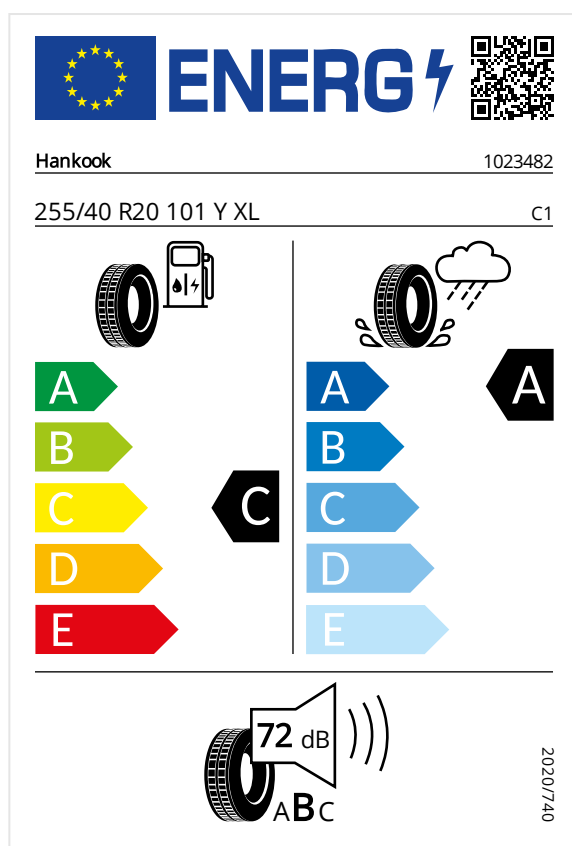 ENERG
Hankook 1023482
255/40 R20 101 Y XL C1
A
B
C
D
E
C
A
B
C
D
E
A
72 dB
ABC
2020/740